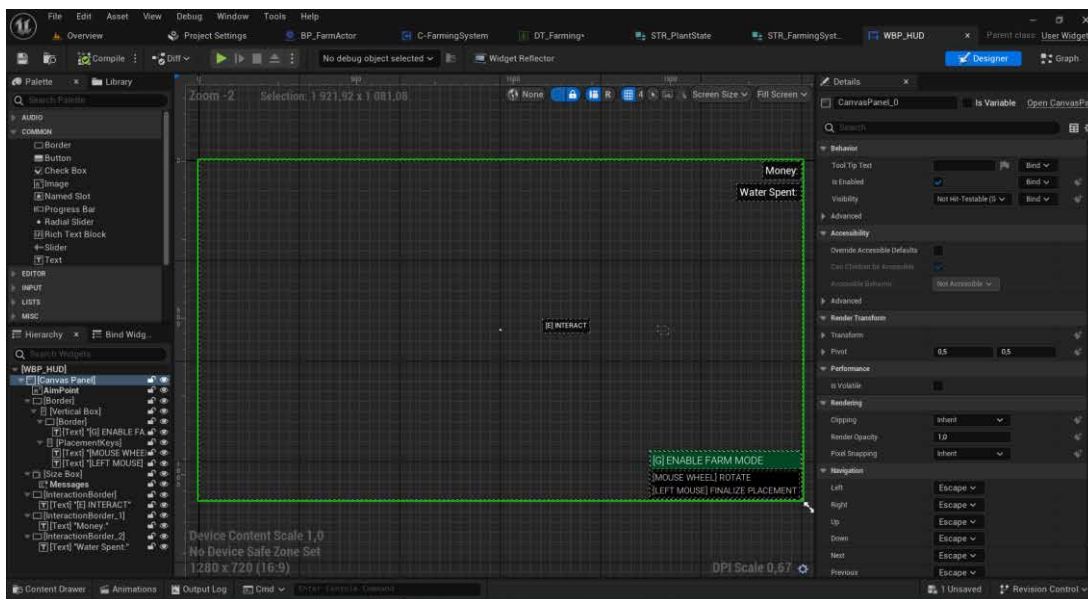 File Edit Asset View Debug Window Tools Help
Overview Project Settings BP_FarmActor C-FarmingSystem DT_Farming• STR_PlantState STR_FarmingSyst... WBP_HUD Parent class: User Widget
Compile Diff No debug object selected Widget Reflector Designer Graph
Palette Library
Search Palette
AUDIO
COMMON
Border
Button
Check Box
Image
Named Slot
Progress Bar
Radial Slider
Rich Text Block
Slider
Text
EDITOR
INPUT
LISTS
MISC
Hierarchy Bind Widg...
Search Widgets
[WBP_HUD]
[Canvas Panel]
AimPoint
[Border]
[Vertical Box]
[Border]
[Text] "[G] ENABLE FA
[PlacementKeys]
[Text] "[MOUSE WHEE
[Text] "[LEFT MOUSE]
[Size Box]
Messages
[InteractionBorder]
[Text] "[E] INTERACT"
[InteractionBorder_1]
[Text] "Money:"
[InteractionBorder_2]
[Text] "Water Spent:"
Zoom -2 Selection: 1 921,92 x 1 081,08 None R 4 Screen Size Fill Screen
Money:
Water Spent:
[E] INTERACT
[G] ENABLE FARM MODE
[MOUSE WHEEL] ROTATE
[LEFT MOUSE] FINALIZE PLACEMENT
Device Content Scale 1,0
No Device Safe Zone Set
1280 x 720 (16:9) DPI Scale 0,67
Details
CanvasPanel_0 Is Variable Open CanvasPa
Search
Behavior
Tool Tip Text Bind
Is Enabled Bind
Visibility Not Hit-Testable (S Bind
Advanced
Accessibility
Override Accessible Defaults
Can Children be Accessible
Accessible Behavior Not Accessible
Advanced
Render Transform
Transform
Pivot 0,5 0,5
Performance
Is Volatile
Rendering
Clipping Inherit
Render Opacity 1,0
Pixel Snapping Inherit
Navigation
Left Escape
Right Escape
Up Escape
Down Escape
Next Escape
Previous Escape
Content Drawer Animations Output Log Cmd Enter Console Command 1 Unsaved Revision Control